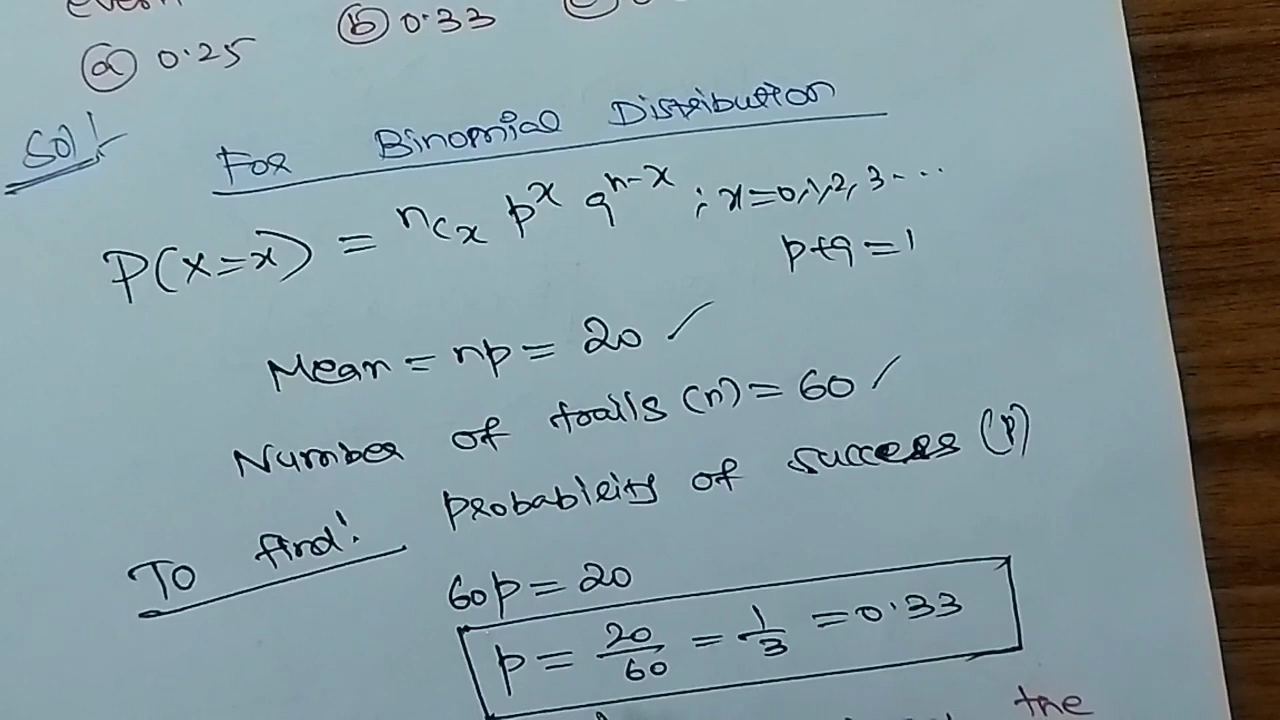 (a) 0.25 (b) 0.33
Sol:
For Binomial Distribution
P(X=x) = nCx p^x q^n-x ; x=0,1,2,3...
p+q=1
Mean = np = 20 ✓
Number of trails (n) = 60 ✓
To find: probability of success (p)
60p = 20
p = 20/60 = 1/3 = 0.33
the